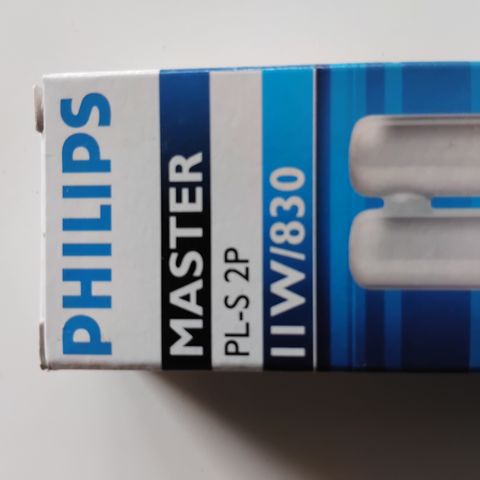 PHILIPS
MASTER
PL-S 2P
11W/830